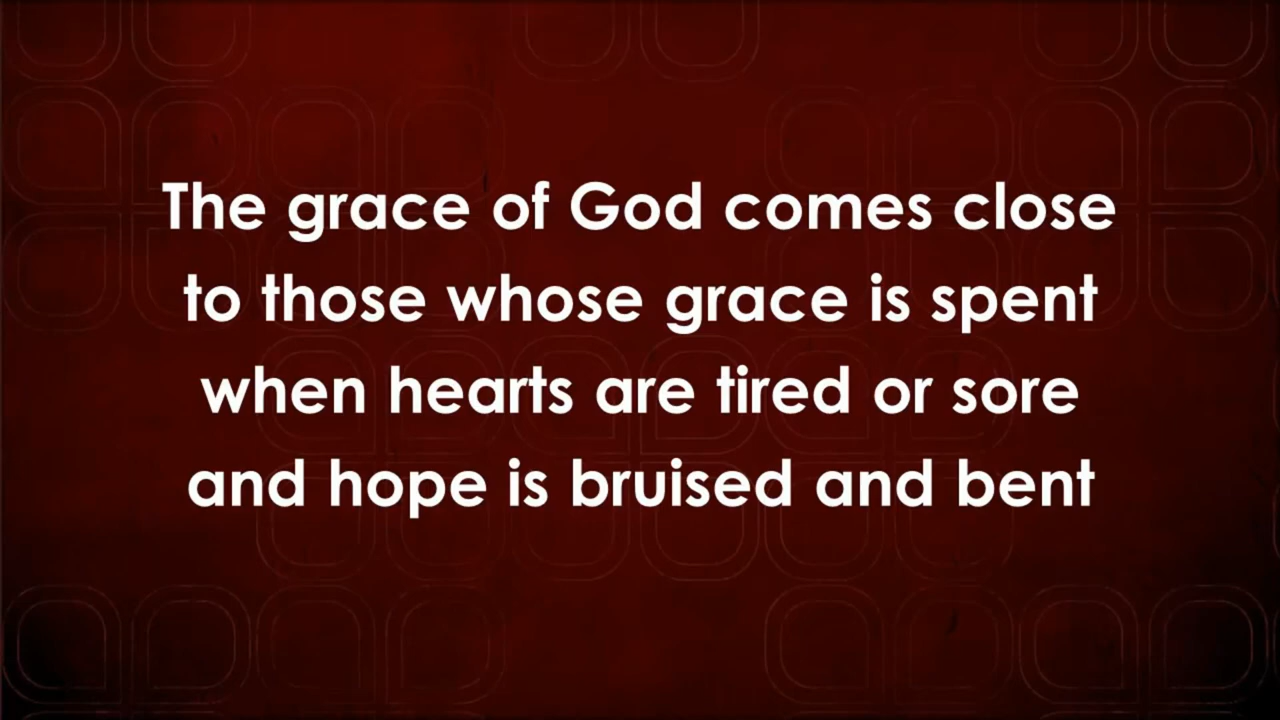 The grace of God comes close
to those whose grace is spent
when hearts are tired or sore
and hope is bruised and bent